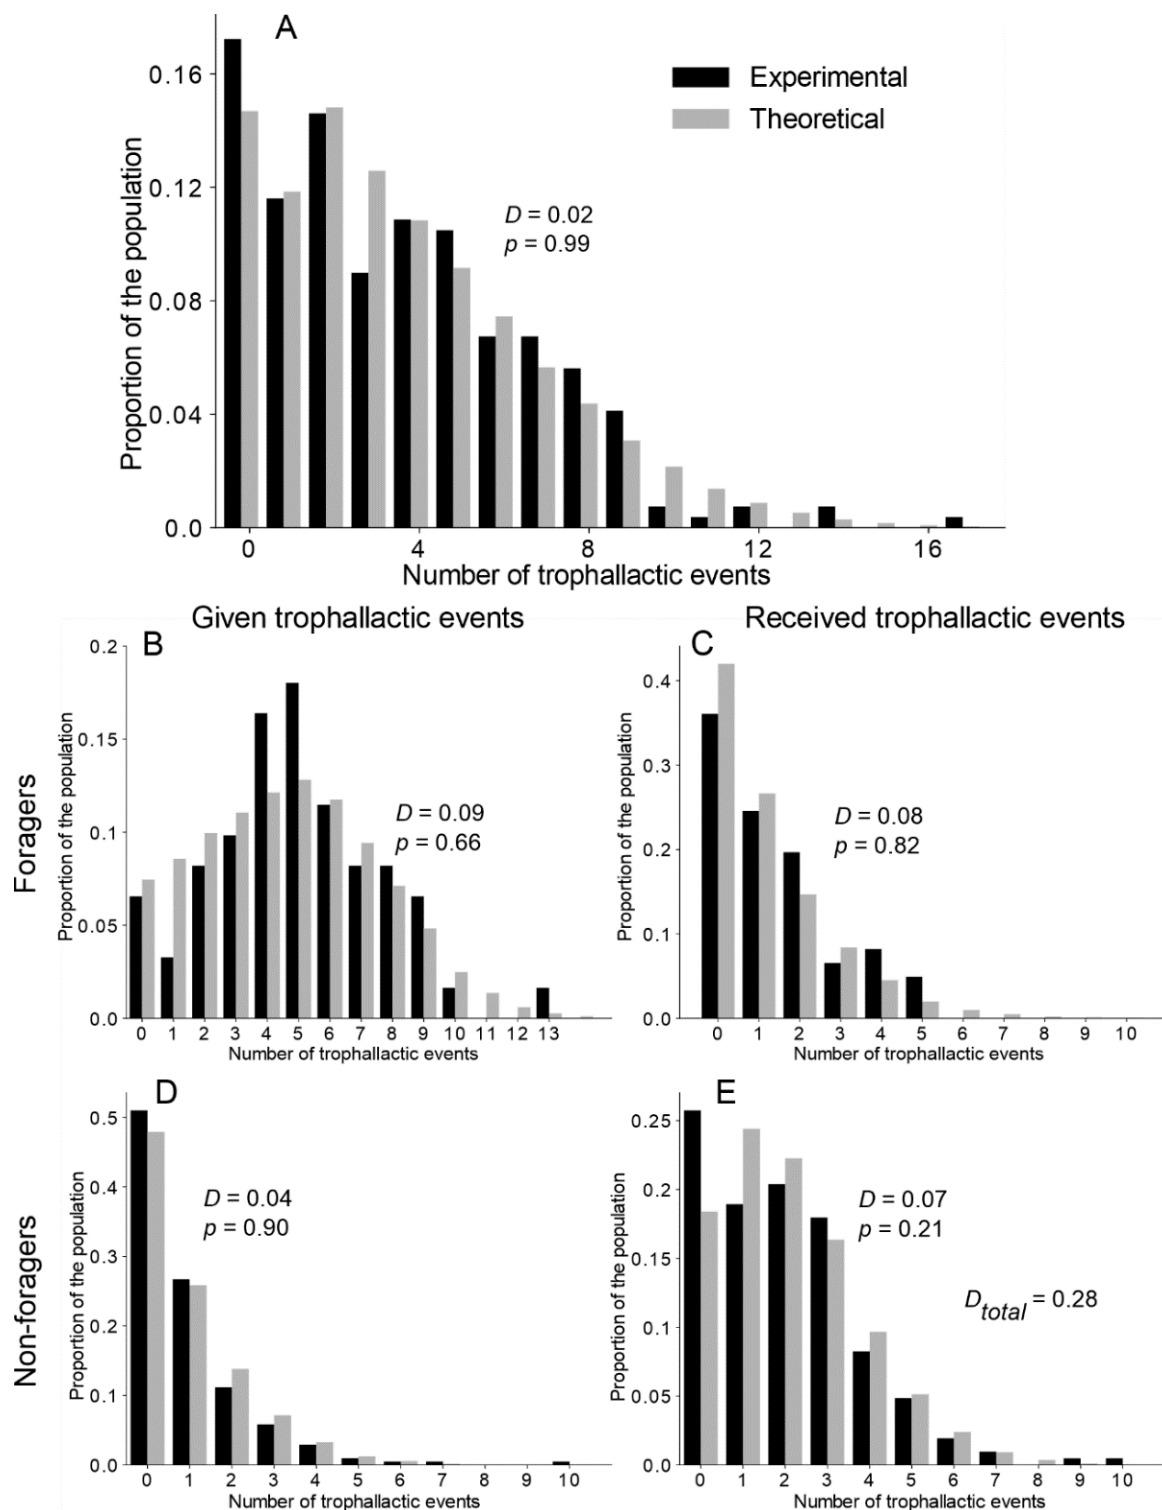 A
Experimental
Theoretical
0.16
0.12
0.08
0.04
0.0
Proportion of the population
D = 0.02
p = 0.99
0 4 8 12 16
Number of trophallactic events
Given trophallactic events
Received trophallactic events
Foragers
B
0.2
0.15
0.1
0.05
0.0
Proportion of the population
D = 0.09
p = 0.66
0 1 2 3 4 5 6 7 8 9 10 11 12 13
Number of trophallactic events
C
0.4
0.3
0.2
0.1
0.0
Proportion of the population
D = 0.08
p = 0.82
0 1 2 3 4 5 6 7 8 9 10
Number of trophallactic events
Non-foragers
D
0.5
0.4
0.3
0.2
0.1
0.0
Proportion of the population
D = 0.04
p = 0.90
0 1 2 3 4 5 6 7 8 9 10
Number of trophallactic events
E
0.25
0.2
0.15
0.1
0.05
0.0
Proportion of the population
D = 0.07
p = 0.21
Dtotal = 0.28
0 1 2 3 4 5 6 7 8 9 10
Number of trophallactic events